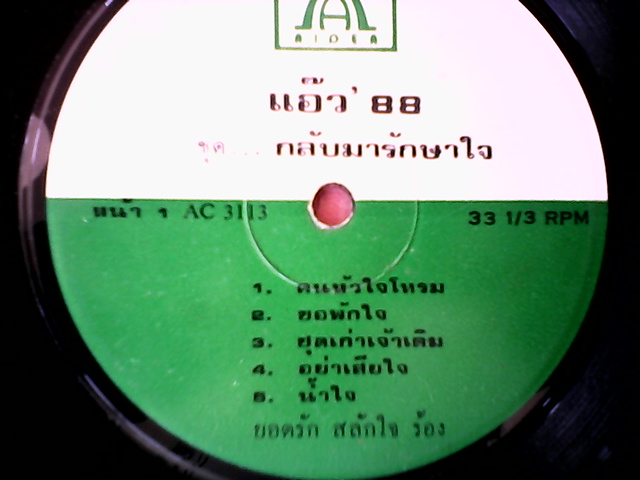 AIDEA
แอ๊ว '88
ชุด... กลับมารักษาใจ
หน้า 1 AC 3113
33 1/3 RPM
1. คนหัวใจโทรม
2. ขอพักใจ
3. ชุดเก่าเจ้าเดิม
4. อย่าเสียใจ
5. น้ำใจ
ยอดรัก สลักใจ ร้อง